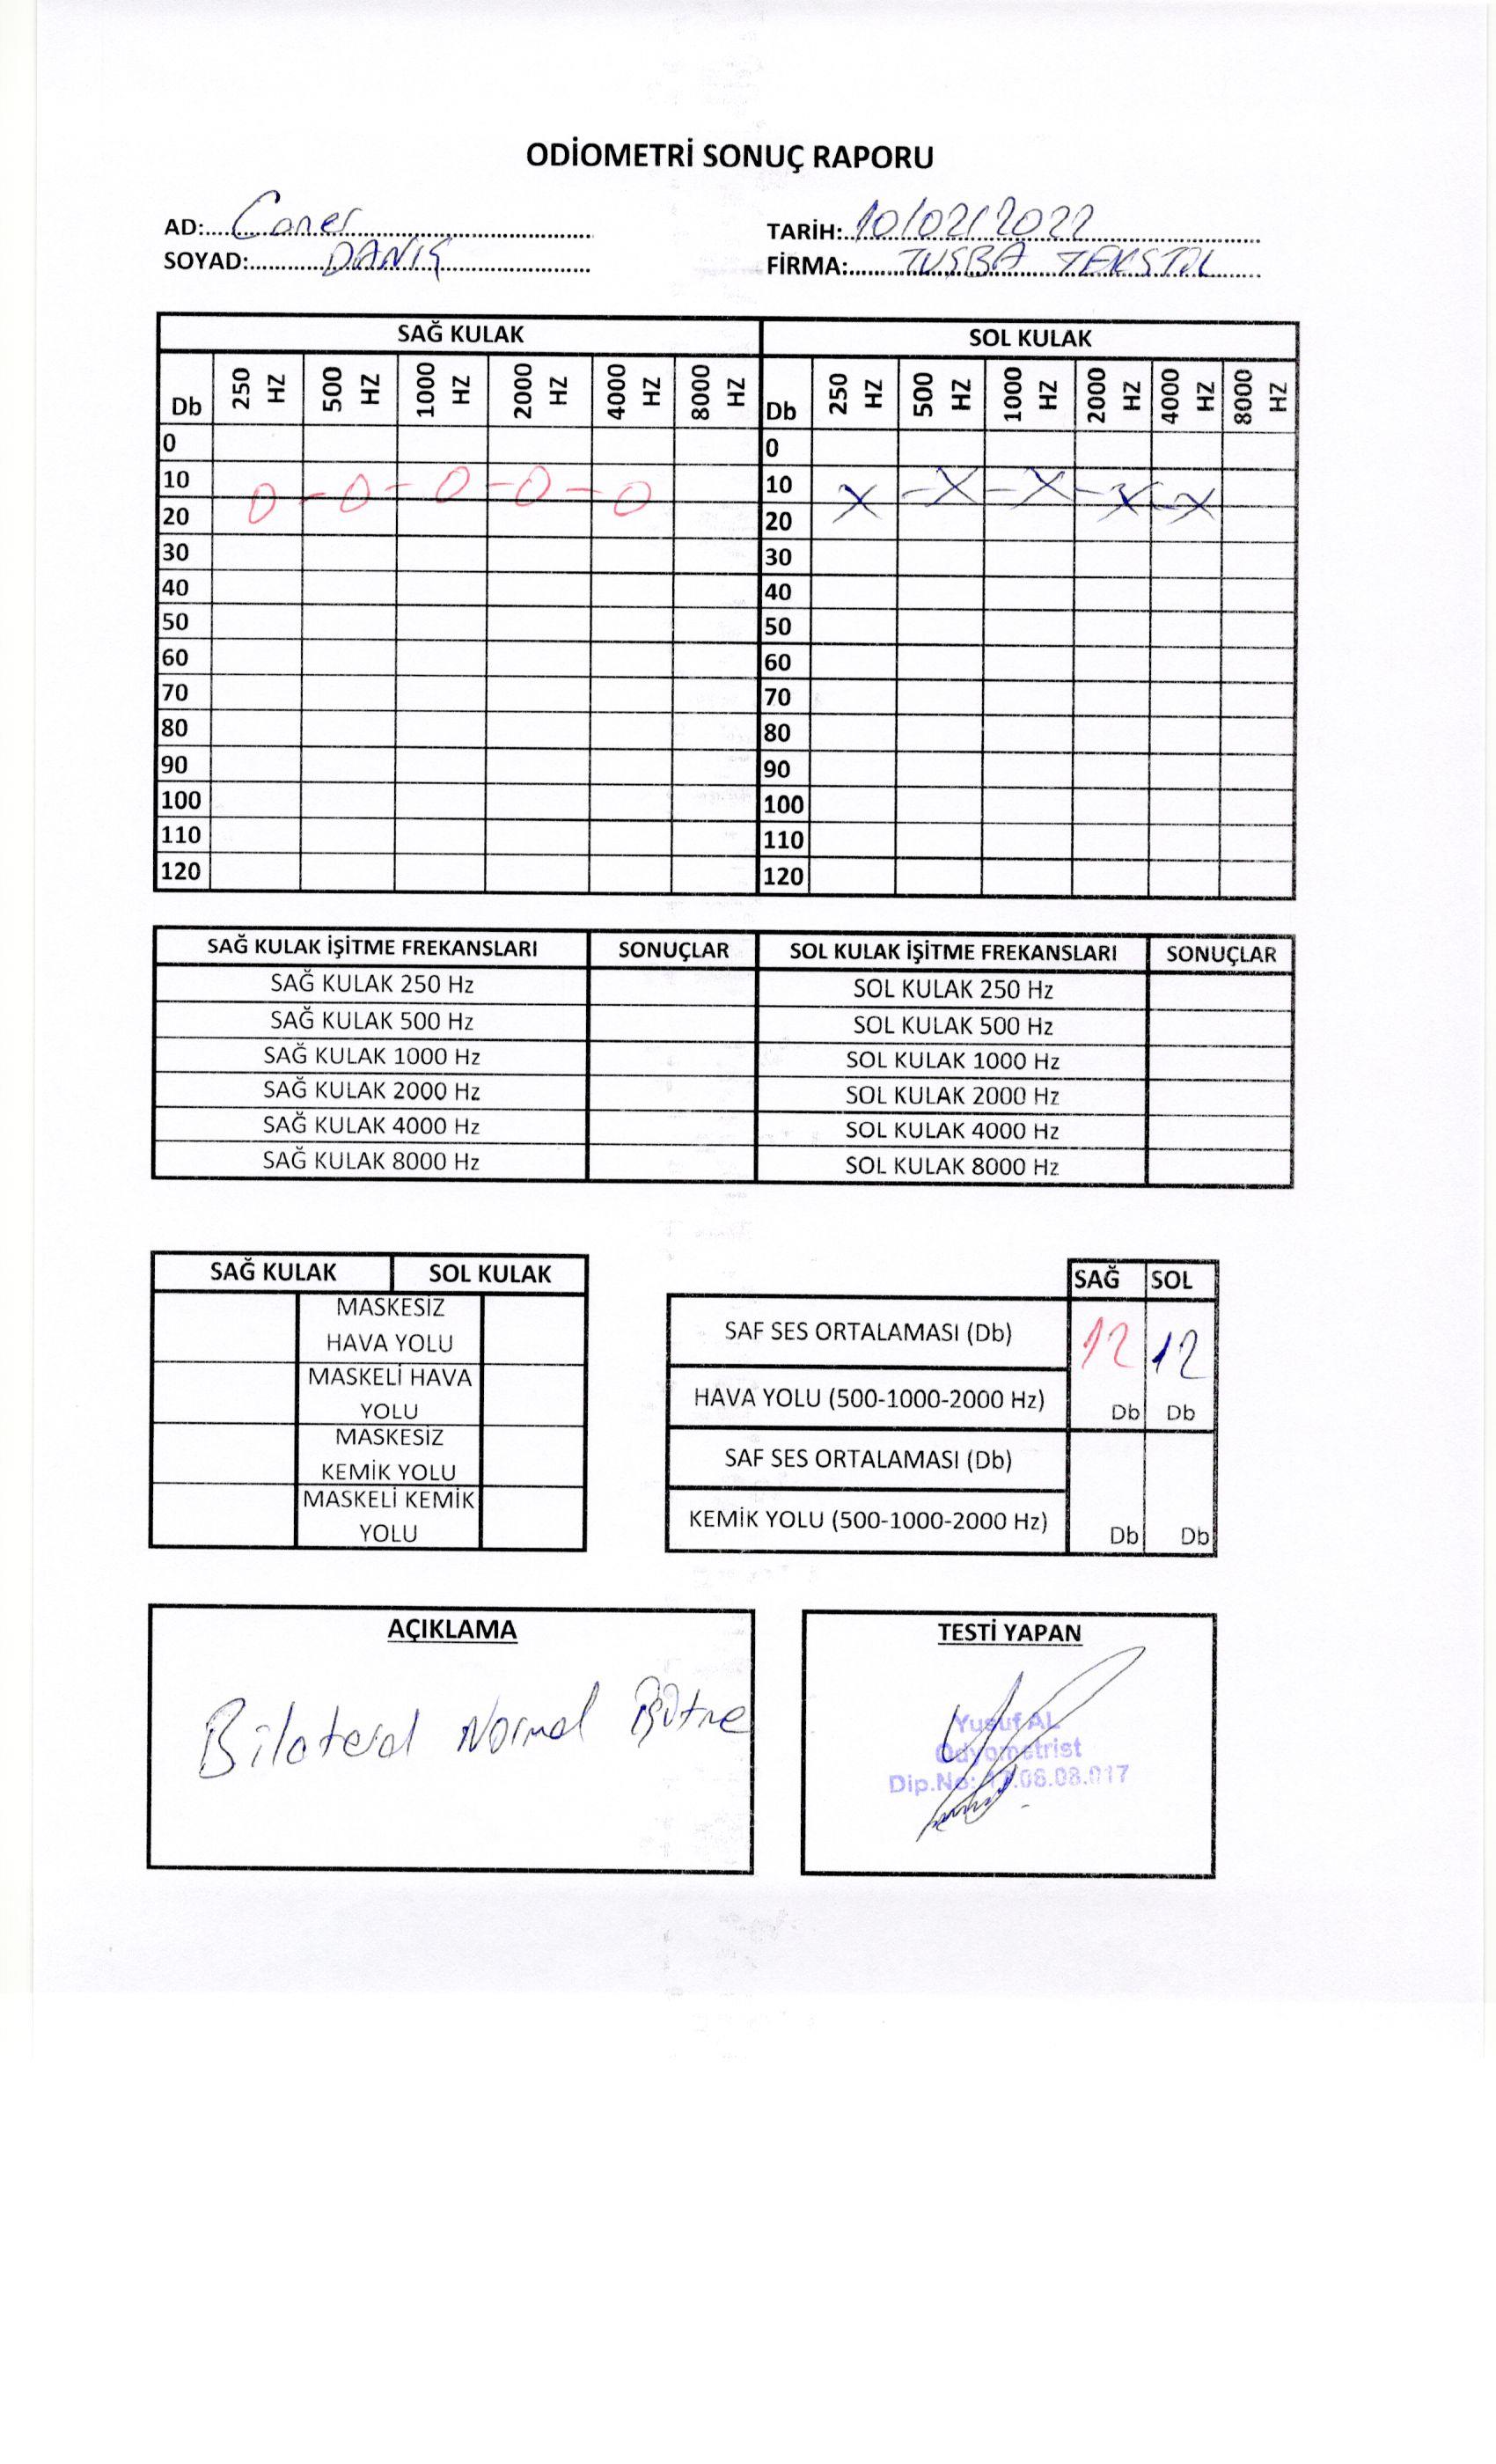 ODİOMETRİ SONUÇ RAPORU
AD: Caner
TARİH: 10/02/2022
SOYAD: DANIŞ
FİRMA: TUŞBA TEKSTİL
SAĞ KULAK SOL KULAK
Db 250 HZ 500 HZ 1000 HZ 2000 HZ 4000 HZ 8000 HZ Db 250 HZ 500 HZ 1000 HZ 2000 HZ 4000 HZ 8000 HZ
0 0
10 10
20 20
30 30
40 40
50 50
60 60
70 70
80 80
90 90
100 100
110 110
120 120
SAĞ KULAK İŞİTME FREKANSLARI SONUÇLAR SOL KULAK İŞİTME FREKANSLARI SONUÇLAR
SAĞ KULAK 250 Hz SOL KULAK 250 Hz
SAĞ KULAK 500 Hz SOL KULAK 500 Hz
SAĞ KULAK 1000 Hz SOL KULAK 1000 Hz
SAĞ KULAK 2000 Hz SOL KULAK 2000 Hz
SAĞ KULAK 4000 Hz SOL KULAK 4000 Hz
SAĞ KULAK 8000 Hz SOL KULAK 8000 Hz
SAĞ KULAK SOL KULAK
MASKESİZ
HAVA YOLU
MASKELİ HAVA
YOLU
MASKESİZ
KEMİK YOLU
MASKELİ KEMİK
YOLU
SAĞ SOL
SAF SES ORTALAMASI (Db) 12 12
HAVA YOLU (500-1000-2000 Hz) Db Db
SAF SES ORTALAMASI (Db)
KEMİK YOLU (500-1000-2000 Hz) Db Db
AÇIKLAMA
Bilateral Normal İşitme
TESTİ YAPAN
Yusuf AL
Odyometrist
Dip.No: